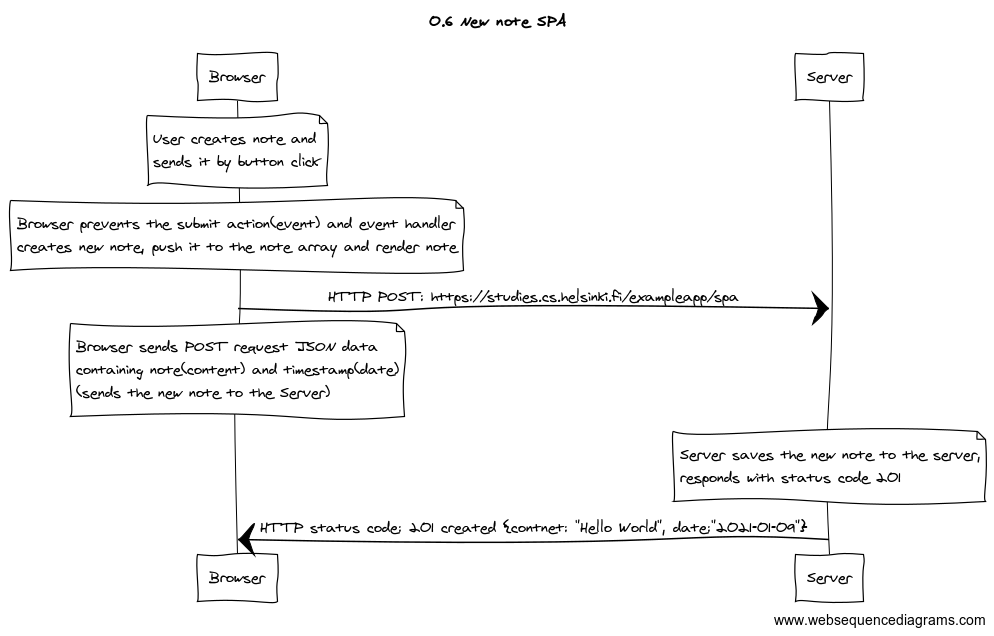 0.6 New note SPA
Browser
Server
User creates note and
sends it by button click
Browser prevents the submit action(event) and event handler
creates new note, push it to the note array and render note
HTTP POST: https://studies.cs.helsinki.fi/exampleapp/spa
Browser sends POST request JSON data
containing note(content) and timestamp(date)
(sends the new note to the Server)
Server saves the new note to the server,
responds with status code 201
HTTP status code; 201 created {contnet: "Hello World", date;"2021-01-09"}
Browser
Server
www.websequencediagrams.com